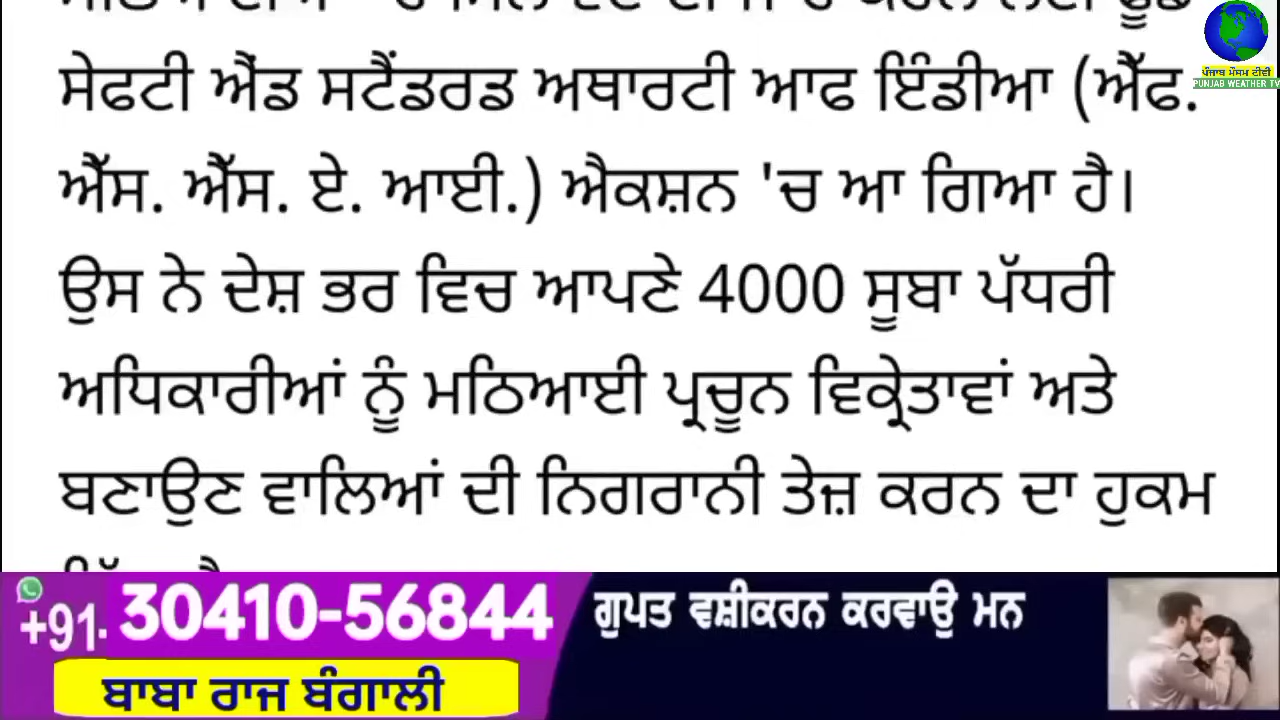 ਸੇਫਟੀ ਐਂਡ ਸਟੈਂਡਰਡ ਅਥਾਰਟੀ ਆਫ ਇੰਡੀਆ (ਐੱਫ.
ਐੱਸ. ਐੱਸ. ਏ. ਆਈ.) ਐਕਸ਼ਨ 'ਚ ਆ ਗਿਆ ਹੈ।
ਉਸ ਨੇ ਦੇਸ਼ ਭਰ ਵਿਚ ਆਪਣੇ 4000 ਸੂਬਾ ਪੱਧਰੀ
ਅਧਿਕਾਰੀਆਂ ਨੂੰ ਮਠਿਆਈ ਪ੍ਰਚੂਨ ਵਿਕ੍ਰੇਤਾਵਾਂ ਅਤੇ
ਬਣਾਉਣ ਵਾਲਿਆਂ ਦੀ ਨਿਗਰਾਨੀ ਤੇਜ਼ ਕਰਨ ਦਾ ਹੁਕਮ
ਪੰਜਾਬ ਮੌਸਮ ਟੀਵੀ
PUNJAB WEATHER TV
+91- 30410-56844
ਬਾਬਾ ਰਾਜ ਬੰਗਾਲੀ
ਗੁਪਤ ਵਸ਼ੀਕਰਨ ਕਰਵਾਉ ਮਨ